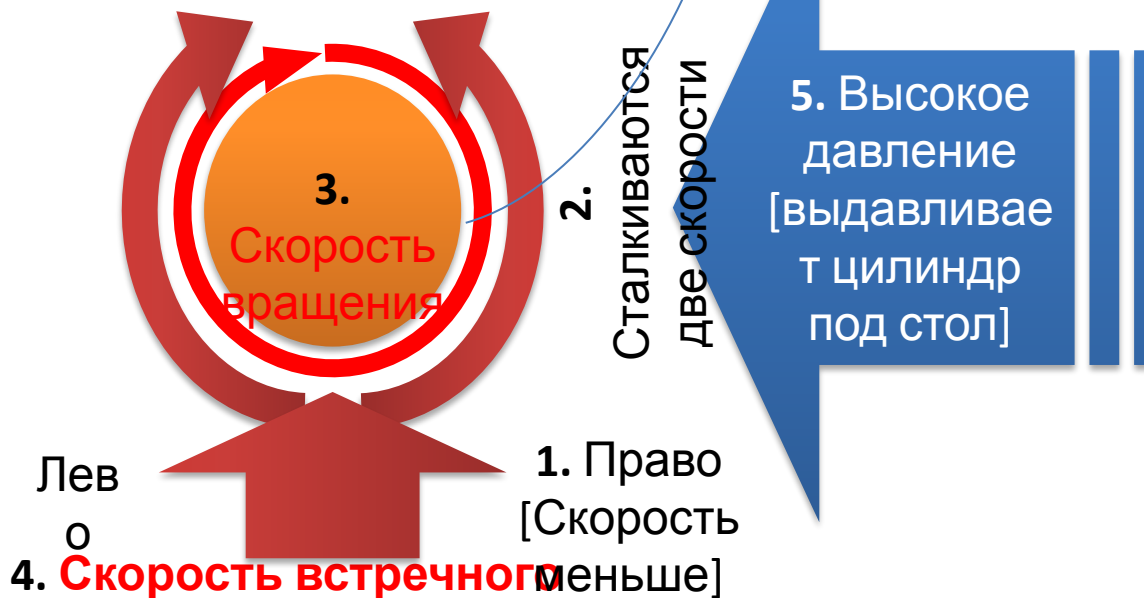 3.
Скорость
вращения
2.
Сталкиваются
две скорости
5. Высокое
давление
[выдавливае
т цилиндр
под стол]
Лев
о
1. Право
[Скорость
меньше]
4. Скорость встречного